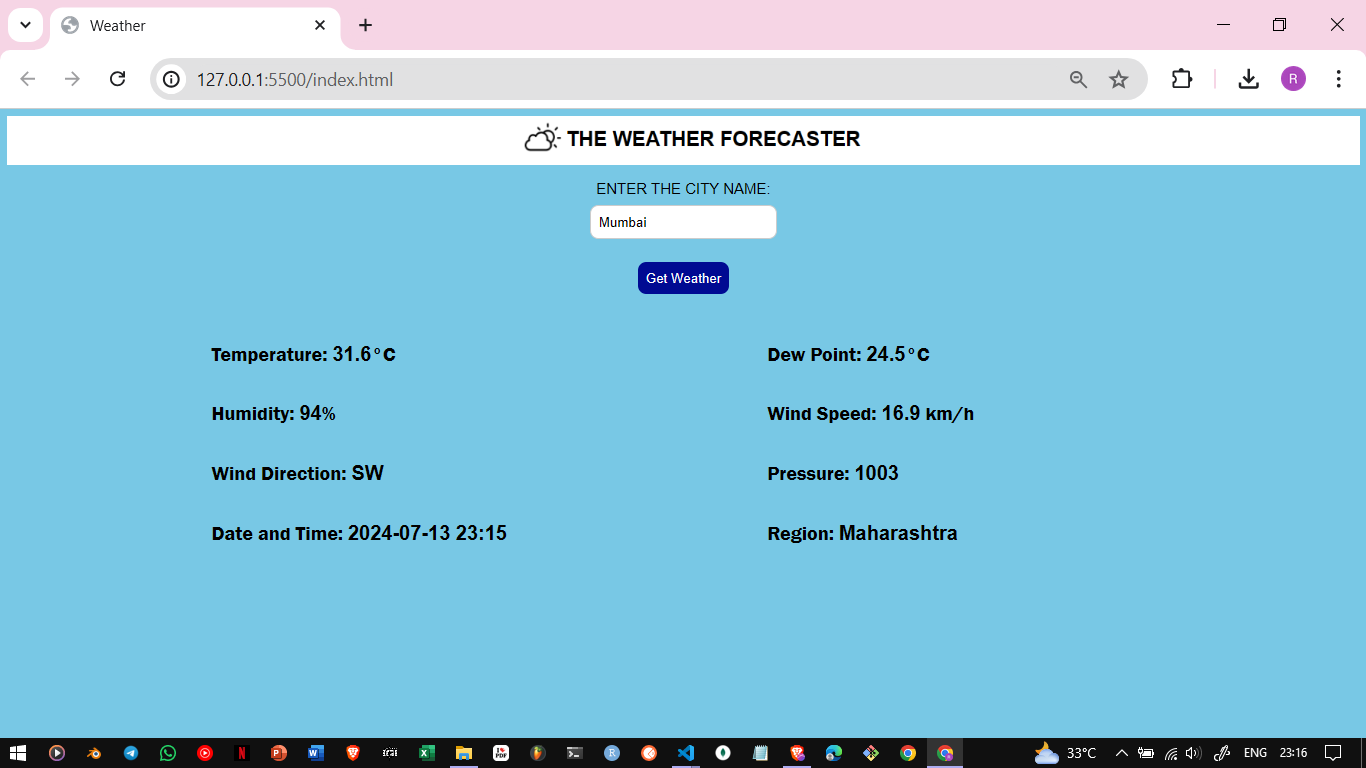 Weather
127.0.0.1:5500/index.html
R
THE WEATHER FORECASTER
ENTER THE CITY NAME:
Mumbai
Get Weather
Temperature: 31.6°C
Dew Point: 24.5°C
Humidity: 94%
Wind Speed: 16.9 km/h
Wind Direction: SW
Pressure: 1003
Date and Time: 2024-07-13 23:15
Region: Maharashtra
33°C
ENG
23:16